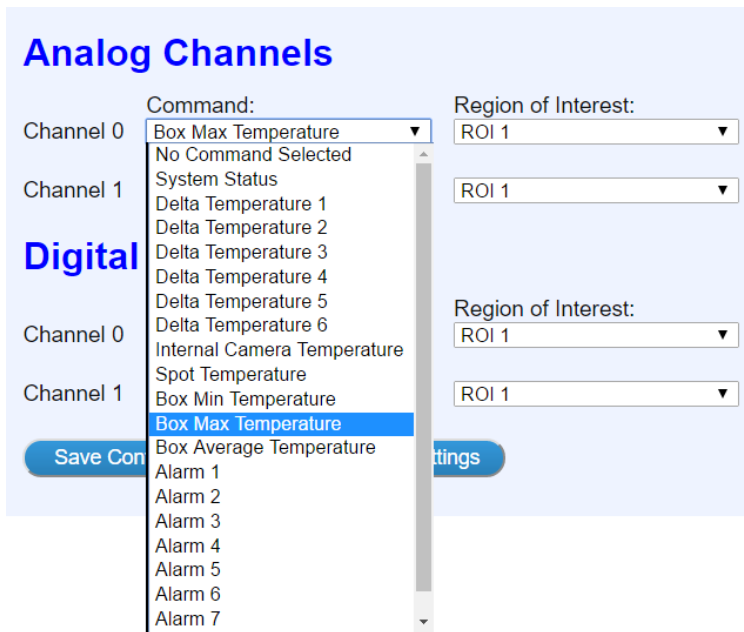 Analog Channels
Command: Region of Interest:
Channel 0 Box Max Temperature ROI 1
No Command Selected
System Status
Channel 1 ROI 1
Delta Temperature 1
Delta Temperature 2
Digital
Delta Temperature 3
Delta Temperature 4
Delta Temperature 5
Region of Interest:
Delta Temperature 6
Channel 0 ROI 1
Internal Camera Temperature
Spot Temperature
Channel 1 ROI 1
Box Min Temperature
Box Max Temperature
Box Average Temperature
Save Con ttings
Alarm 1
Alarm 2
Alarm 3
Alarm 4
Alarm 5
Alarm 6
Alarm 7